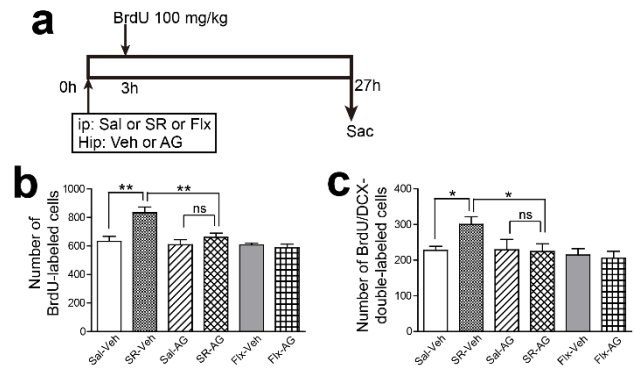 a
BrdU 100 mg/kg
0h
3h
27h
ip: Sal or SR or Flx
Hip: Veh or AG
Sac
b
Number of
BrdU-labeled cells
1000
800
600
400
200
0
**
**
ns
Sal-Veh
SR-Veh
Sal-AG
SR-AG
Flx-Veh
Flx-AG
c
Number of BrdU/DCX-
double-labeled cells
400
300
200
100
0
*
*
ns
Sal-Veh
SR-Veh
Sal-AG
SR-AG
Flx-Veh
Flx-AG